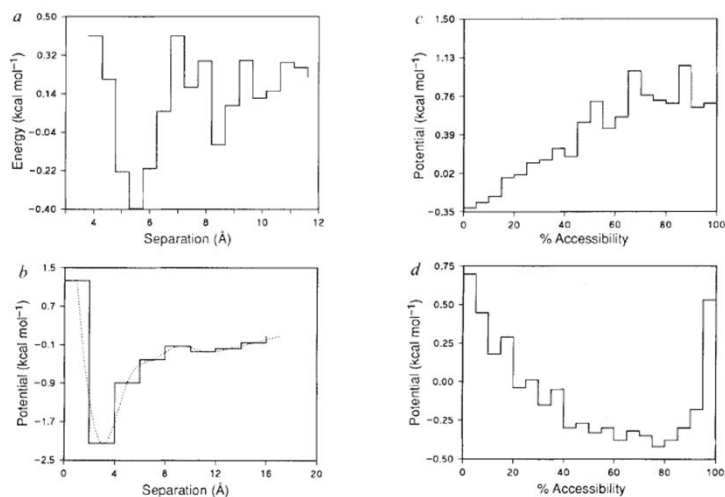 a
0.50
0.32
0.14
-0.04
-0.22
-0.40
Energy (kcal mol⁻¹)
4 6 8 10 12
Separation (Å)
b
1.5
0.7
-0.1
-0.9
-1.7
-2.5
Potential (kcal mol⁻¹)
0 4 8 12 16 20
Separation (Å)
c
1.50
1.13
0.76
0.39
0.02
-0.35
Potential (kcal mol⁻¹)
0 20 40 60 80 100
% Accessibility
d
0.75
0.50
0.25
0.00
-0.25
-0.50
Potential (kcal mol⁻¹)
0 20 40 60 80 100
% Accessibility